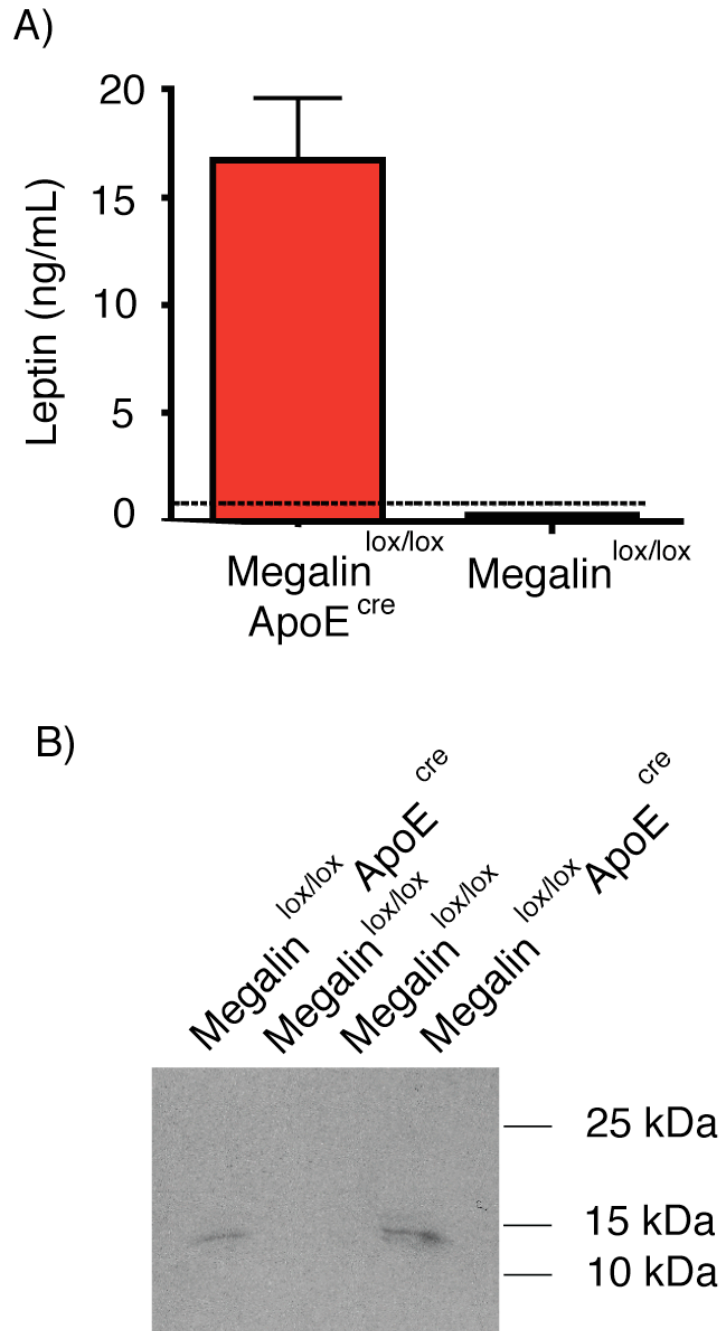 A)
20
15
10
5
0
Leptin (ng/mL)
Megalin lox/lox
ApoE cre
Megalin lox/lox
B)
Megalin lox/lox ApoE cre
Megalin lox/lox
Megalin lox/lox
Megalin lox/lox ApoE cre
25 kDa
15 kDa
10 kDa